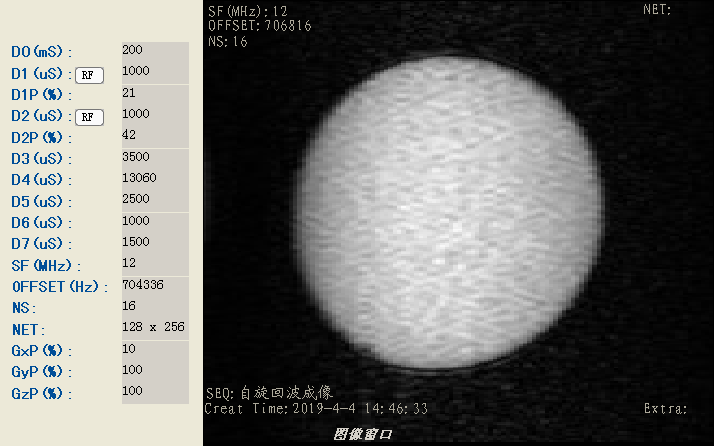 D0(mS): 200
D1(uS): RF 1000
D1P(%): 21
D2(uS): RF 1000
D2P(%): 42
D3(uS): 3500
D4(uS): 13060
D5(uS): 2500
D6(uS): 1000
D7(uS): 1500
SF(MHz): 12
OFFSET(Hz): 704336
NS: 16
NET: 128 x 256
GxP(%): 10
GyP(%): 100
GzP(%): 100
SF(MHz): 12
NET:
OFFSET:706816
NS:16
SEQ:自旋回波成像
Creat Time:2019-4-4 14:46:33
Extra:
图像窗口